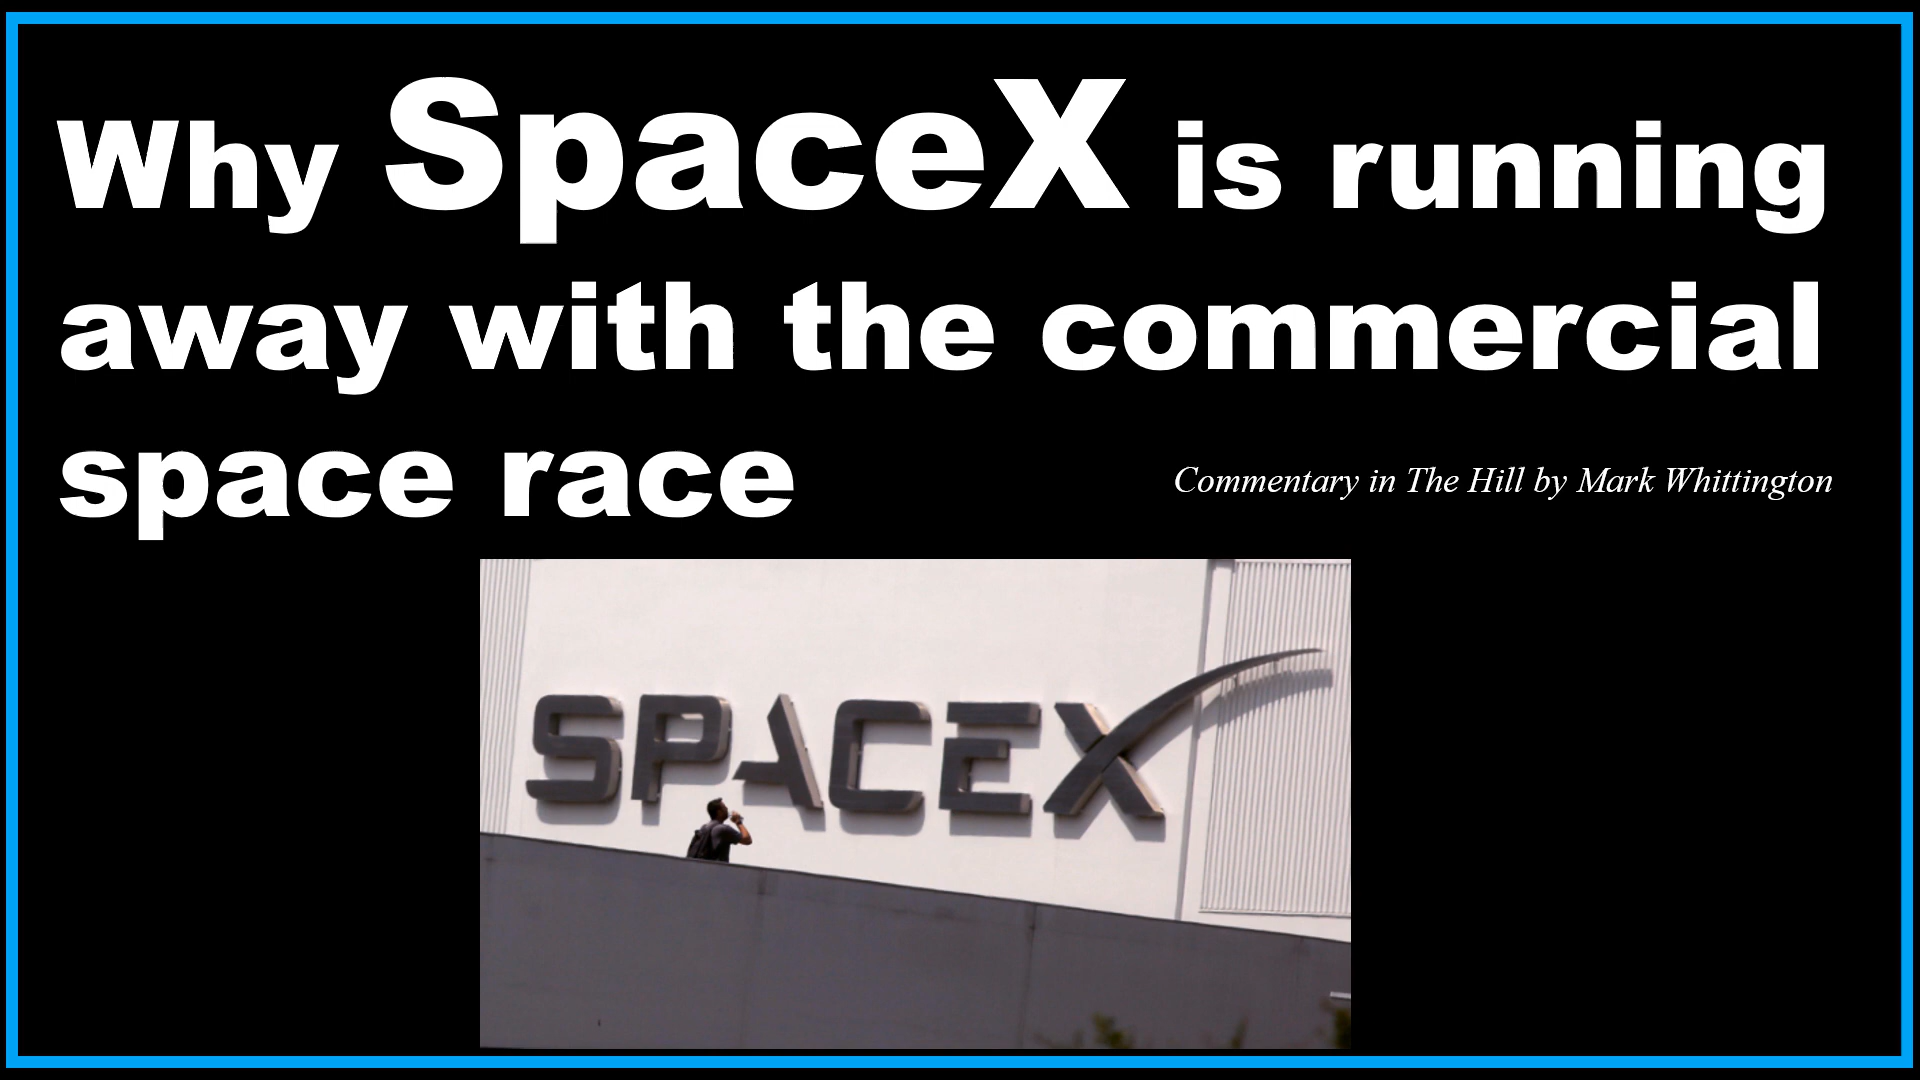 Why SpaceX is running
away with the commercial
space race
Commentary in The Hill by Mark Whittington
SPACEX